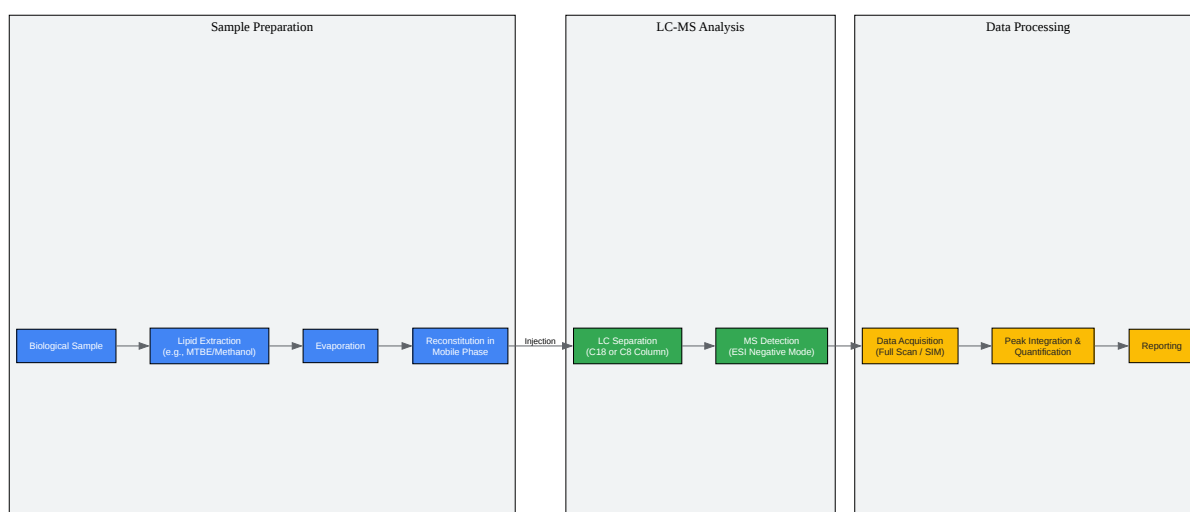 Sample Preparation
LC-MS Analysis
Data Processing
Biological Sample
Lipid Extraction
(e.g., MTBE/Methanol)
Evaporation
Reconstitution in
Mobile Phase
Injection
LC Separation
(C18 or C8 Column)
MS Detection
(ESI Negative Mode)
Data Acquisition
(Full Scan / SIM)
Peak Integration &
Quantification
Reporting